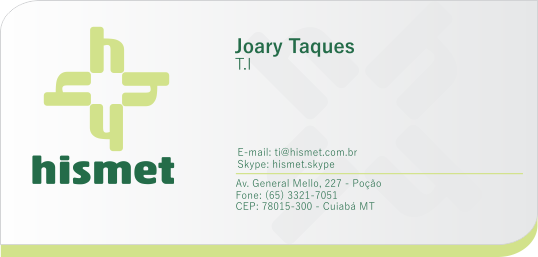 hismet
Joary Taques
T.I
E-mail: ti@hismet.com.br
Skype: hismet.skype
Av. General Mello, 227 - Poção
Fone: (65) 3321-7051
CEP: 78015-300 - Cuiabá MT